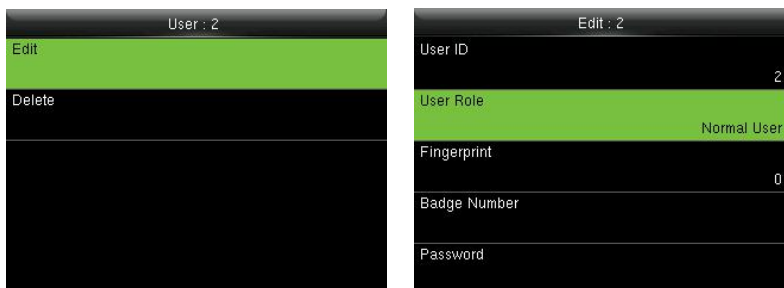 User : 2
Edit
Delete
Edit : 2
User ID
2
User Role
Normal User
Fingerprint
0
Badge Number
Password